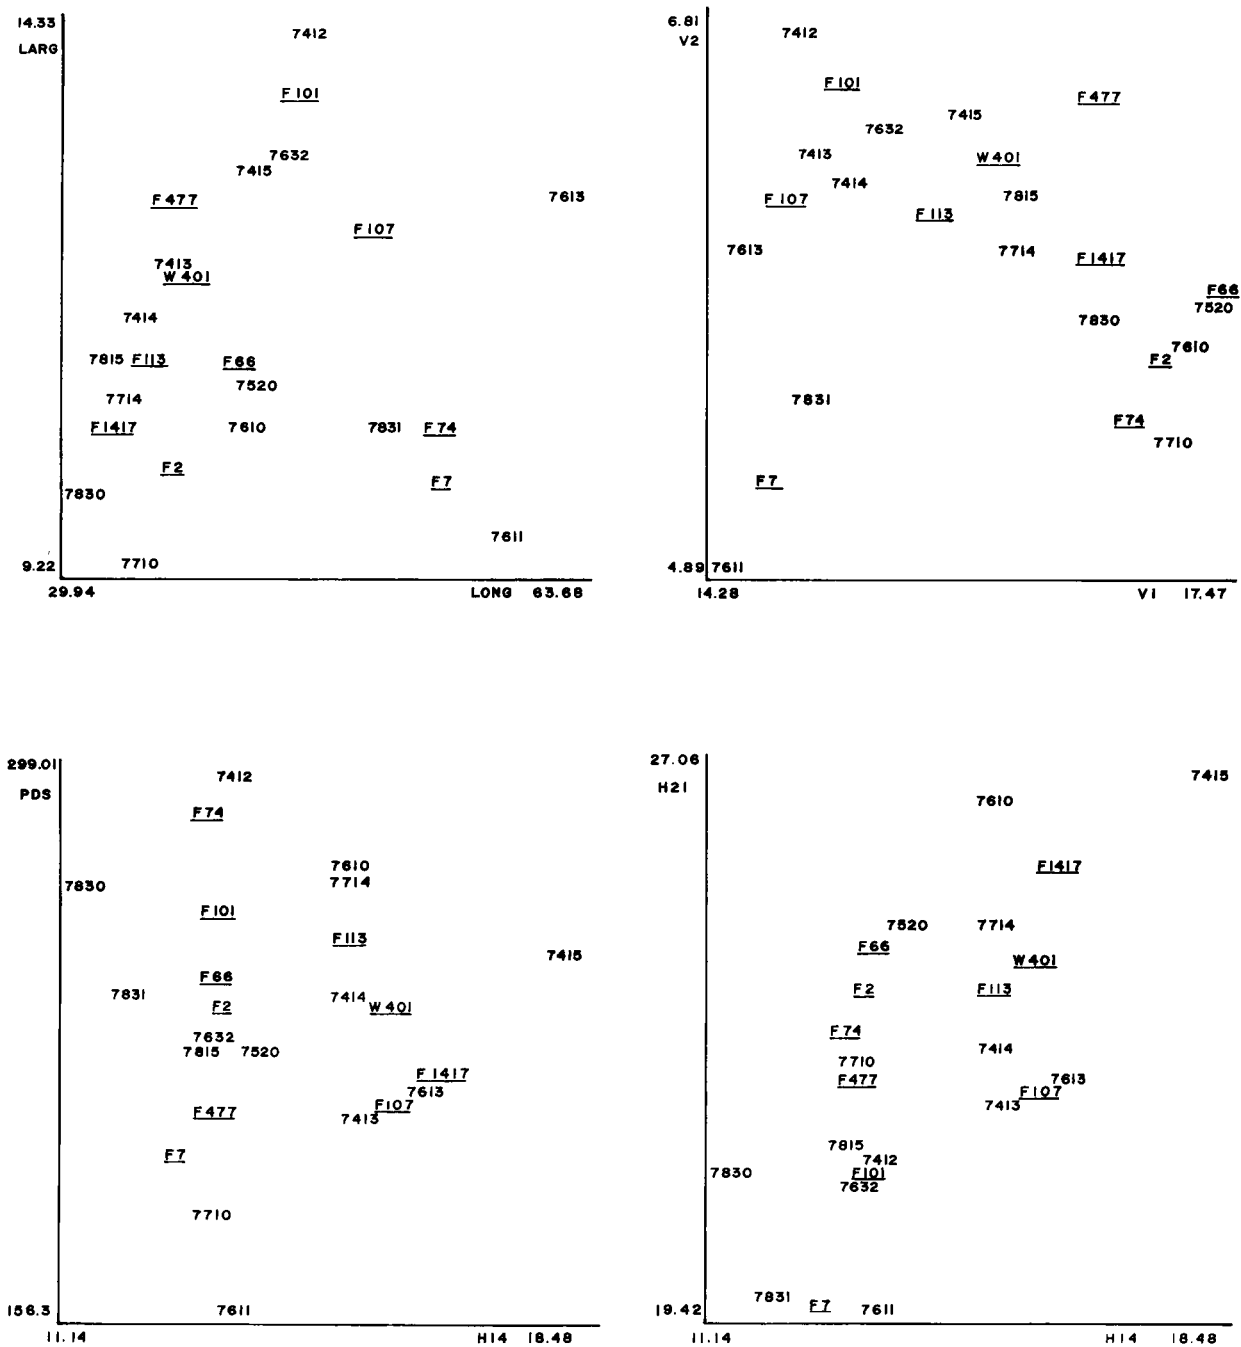 14.33
LARG
7412
F101
7632
7415
F477
7613
F107
7413
W401
7414
7815 F113
F66
7520
7714
F1417
7610
7831
F74
F2
F7
7830
7611
7710
9.22
29.94
LONG 63.68
6.81
V2
7412
F101
F477
7415
7632
7413
W401
7414
7815
F107
F113
7613
7714
F1417
F66
7520
7830
7610
F2
7831
F74
7710
F7
4.89 7611
14.28
V1 17.47
299.01
PDS
7412
F74
7610
7714
7830
F101
F113
7415
F66
7831
7414
W401
F2
7632
7815 7520
F1417
7613
F107
F477
7413
F7
7710
156.3
7611
11.14
H14 18.48
27.06
H21
7415
7610
F1417
7520
7714
F66
W401
F2
F113
F74
7414
7710
F477
7613
F107
7413
7815
7412
7830
F101
7632
7831
F7
7611
19.42
11.14
H14 18.48